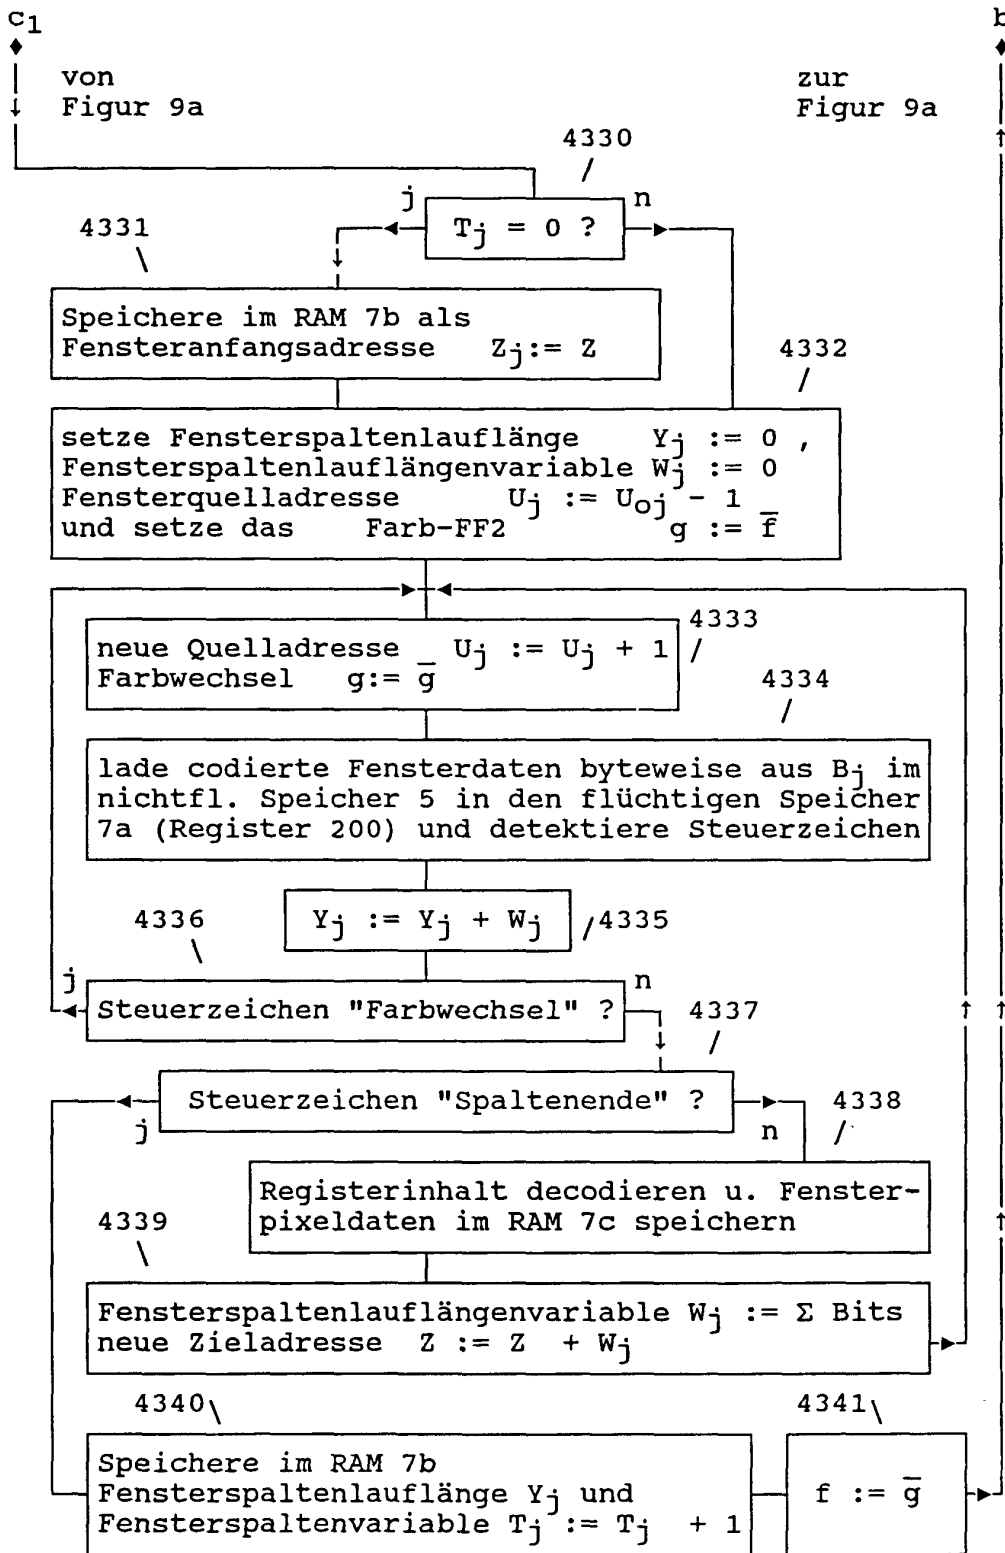 c₁ b
von zur
Figur 9a Figur 9a
4330
j n
Tj = 0 ?
4331
Speichere im RAM 7b als
Fensteranfangsadresse Zj:= Z
4332
setze Fensterspaltenlauflänge Yj := 0 ,
Fensterspaltenlauflängenvariable Wj := 0
Fensterquelladresse Uj := Uoj - 1
und setze das Farb-FF2 g := f̅
4333
neue Quelladresse Uj := Uj + 1
Farbwechsel g:= g̅
4334
lade codierte Fensterdaten byteweise aus Bj im
nichtfl. Speicher 5 in den flüchtigen Speicher
7a (Register 200) und detektiere Steuerzeichen
Yj := Yj + Wj
4335
4336
j n
Steuerzeichen "Farbwechsel" ?
4337
Steuerzeichen "Spaltenende" ?
j n
4338
Registerinhalt decodieren u. Fenster-
pixeldaten im RAM 7c speichern
4339
Fensterspaltenlauflängenvariable Wj := Σ Bits
neue Zieladresse Z := Z + Wj
4340 4341
Speichere im RAM 7b
Fensterspaltenlauflänge Yj und
Fensterspaltenvariable Tj := Tj + 1
f := g̅